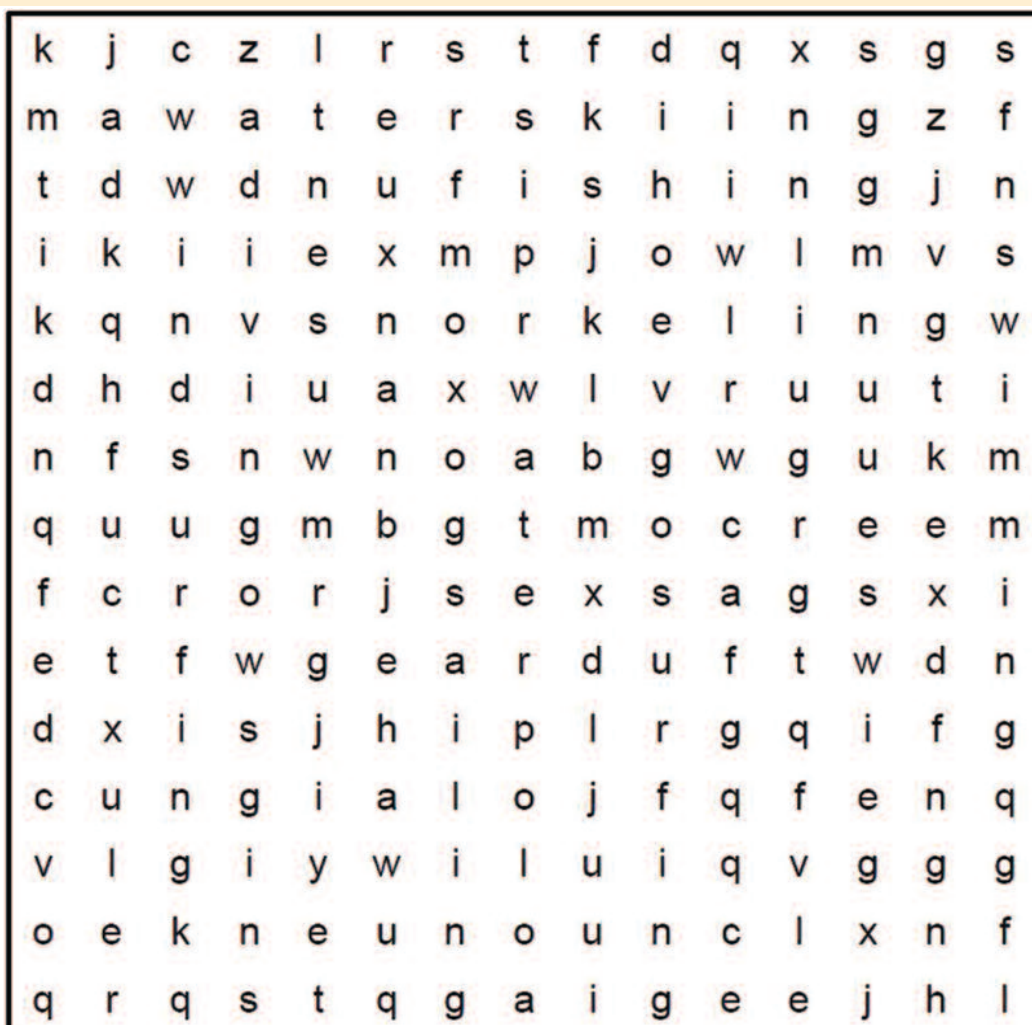 k j c z l r s t f d q x s g s
m a w a t e r s k i i n g z f
t d w d n u f i s h i n g j n
i k i i e x m p j o w l m v s
k q n v s n o r k e l i n g w
d h d i u a x w l v r u u t i
n f s n w n o a b g w g u k m
q u u g m b g t m o c r e e m
f c r o r j s e x s a g s x i
e t f w g e a r d u f t w d n
d x i s j h i p l r g q i f g
c u n g i a l o j f q f e n q
v l g i y w i l u i q v g g g
o e k n e u n o u n c l x n f
q r q s t q g a i g e e j h l